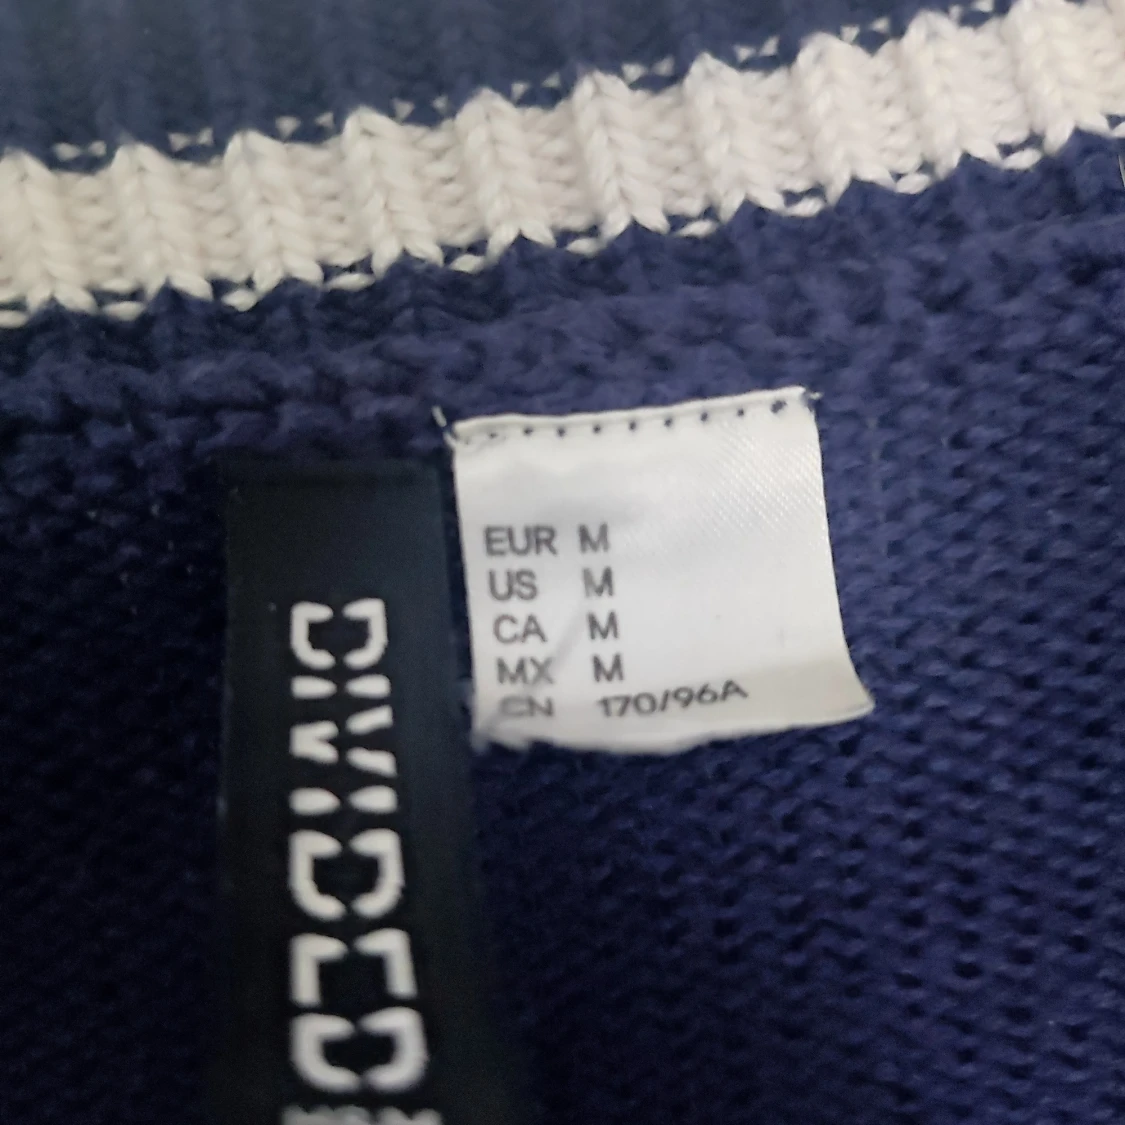 DIVIDED
EUR M
US M
CA M
MX M
CN 170/96A